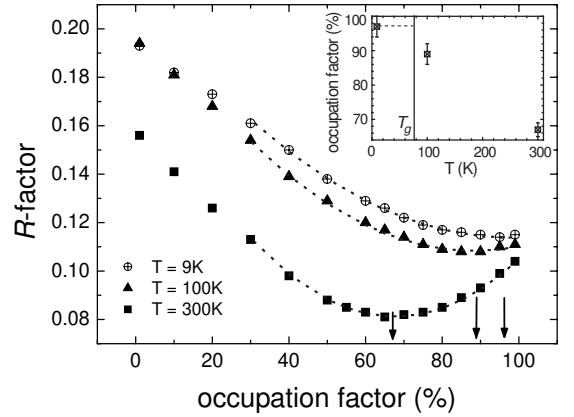 R-factor
0.20
0.18
0.16
0.14
0.12
0.10
0.08
T = 9K
T = 100K
T = 300K
0
20
40
60
80
100
occupation factor (%)
occupation factor (%)
100
90
80
70
Tg
0
100
200
300
T (K)